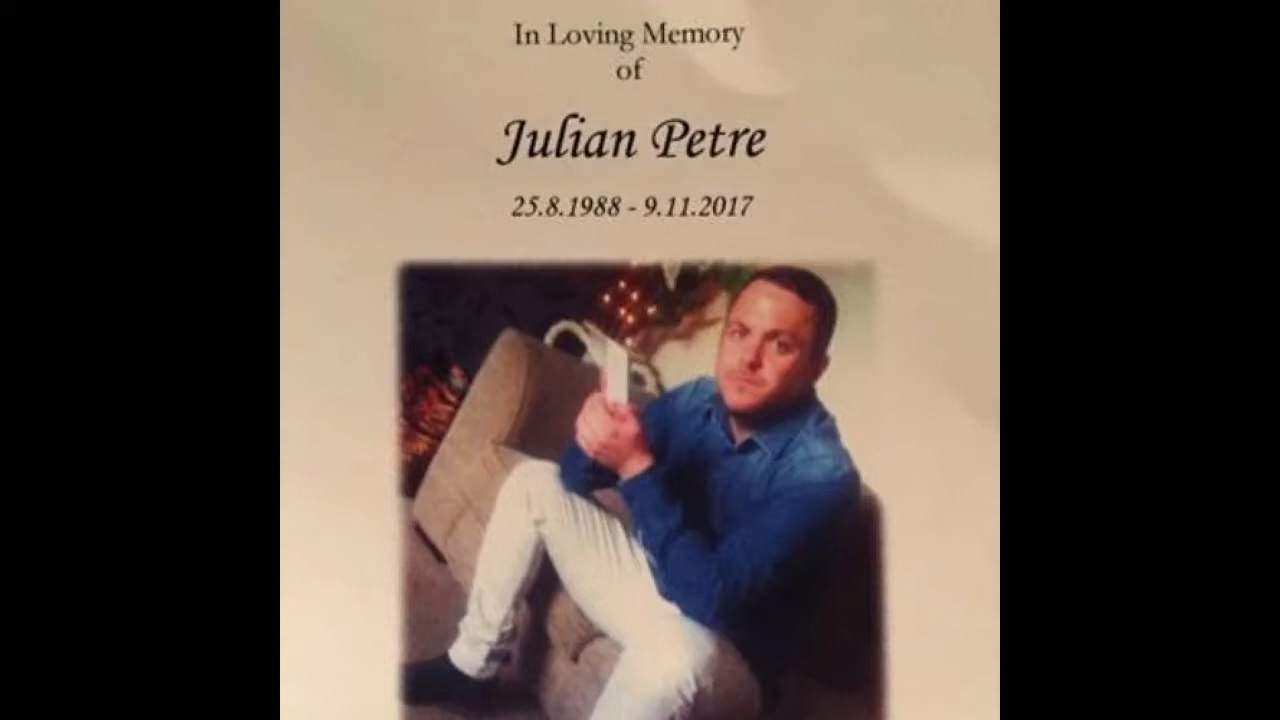 In Loving Memory
of
Julian Petre
25.8.1988 - 9.11.2017